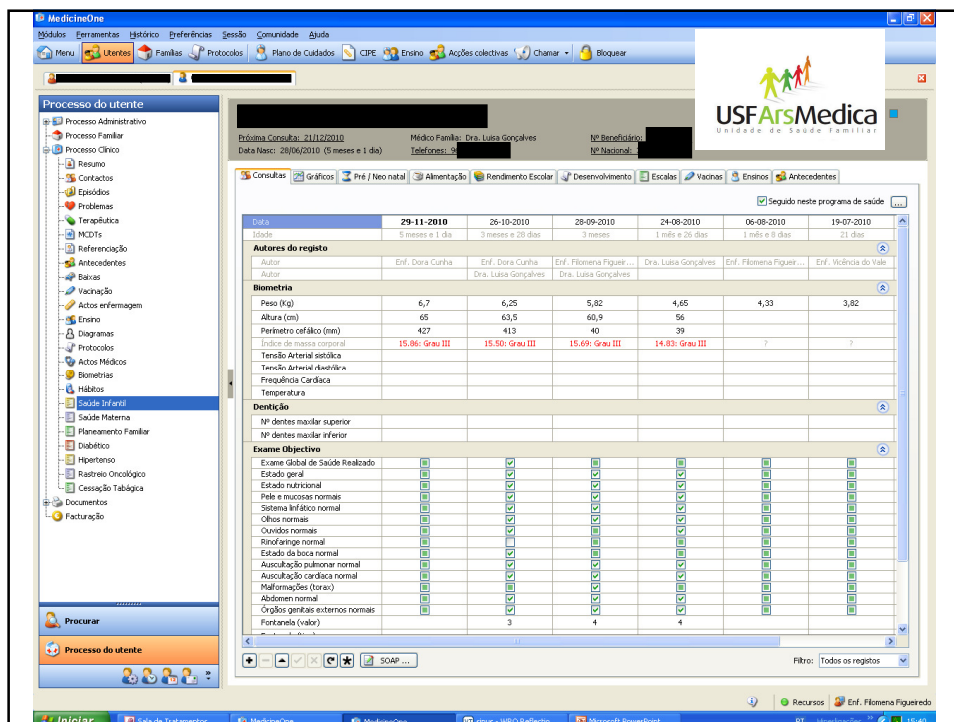 MedicineOne
Módulos Ferramentas Histórico Preferências Sessão Comunidade Ajuda
Menu Utentes Famílias Protocolos Plano de Cuidados CIPE Ensino Acções colectivas Chamar Bloquear
USFArsMedica
Unidade de Saúde Familiar
Processo do utente
Processo Administrativo
Processo Familiar
Processo Clínico
Resumo
Contactos
Episódios
Problemas
Terapêutica
MCDTs
Referenciação
Antecedentes
Baixas
Vacinação
Actos enfermagem
Ensino
Diagramas
Protocolos
Actos Médicos
Biometrias
Hábitos
Saúde Infantil
Saúde Materna
Planeamento Familiar
Diabético
Hipertenso
Rastreio Oncológico
Cessação Tabágica
Documentos
Facturação
Procurar
Processo do utente
Próxima Consulta: 21/12/2010 Médico Família: Dra. Luisa Gonçalves Nº Beneficiário:
Data Nasc: 28/06/2010 (5 meses e 1 dia) Telefones: 9 Nº Nacional:
Consultas Gráficos Pré / Neo natal Alimentação Rendimento Escolar Desenvolvimento Escalas Vacinas Ensinos Antecedentes
Seguido neste programa de saúde ...
Data 29-11-2010 26-10-2010 28-09-2010 24-08-2010 06-08-2010 19-07-2010
Idade 5 meses e 1 dia 3 meses e 28 dias 3 meses 1 mês e 26 dias 1 mês e 8 dias 21 dias
Autores do registo
Autor Enf. Dora Cunha Enf. Dora Cunha Enf. Filomena Figueir... Dra. Luisa Gonçalves Enf. Filomena Figueir... Enf. Vicência do Vale
Autor Dra. Luisa Gonçalves Dra. Luisa Gonçalves
Biometria
Peso (Kg) 6,7 6,25 5,82 4,65 4,33 3,82
Altura (cm) 65 63,5 60,9 56
Perímetro cefálico (mm) 427 413 40 39
Índice de massa corporal 15.86: Grau III 15.50: Grau III 15.69: Grau III 14.83: Grau III ? ?
Tensão Arterial sistólica
Tensão Arterial diastólica
Frequência Cardíaca
Temperatura
Dentição
Nº dentes maxilar superior
Nº dentes maxilar inferior
Exame Objectivo
Exame Global de Saúde Realizado
Estado geral
Estado nutricional
Pele e mucosas normais
Sistema linfático normal
Olhos normais
Ouvidos normais
Rinofaringe normal
Estado da boca normal
Auscultação pulmonar normal
Auscultação cardíaca normal
Malformações (torax)
Abdomen normal
Órgãos genitais externos normais
Fontanela (valor) 3 4 4
SOAP ... Filtro: Todos os registos
Recursos Enf. Filomena Figueiredo
Iniciar Sala de Tratamentos MedicineOne MedicineOne sinus - WRQ Reflectio... Microsoft PowerPoint PT 15:40